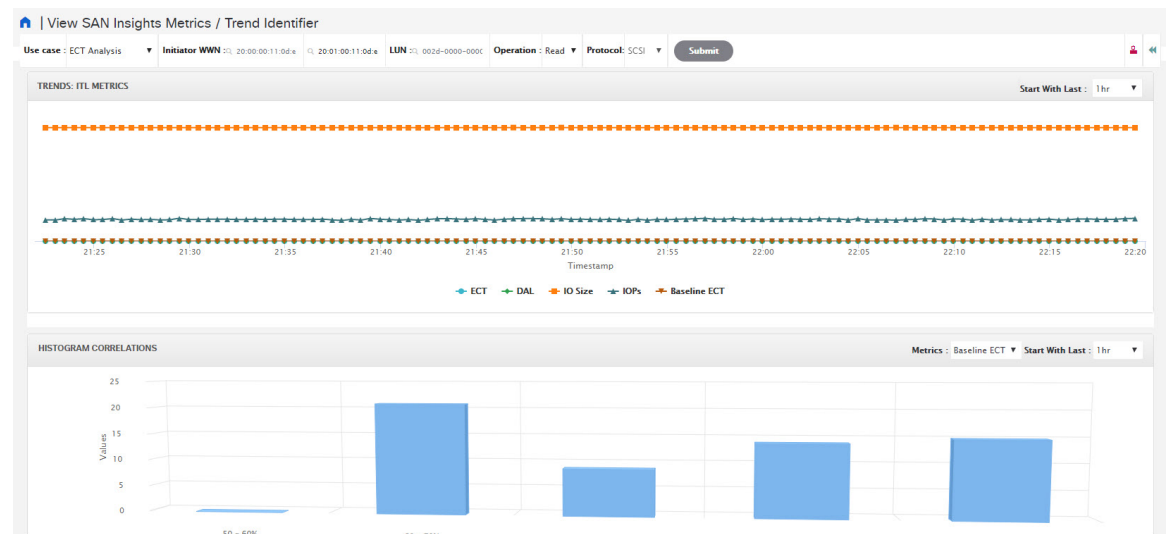 | View SAN Insights Metrics / Trend Identifier
Use case : ECT Analysis ▼ Initiator WWN : 20:00:00:11:0d:e 20:01:00:11:0d:e LUN : 002d-0000-000C Operation : Read ▼ Protocol: SCSI ▼ Submit
TRENDS: ITL METRICS Start With Last : 1hr ▼
21:25 21:30 21:35 21:40 21:45 21:50 21:55 22:00 22:05 22:10 22:15 22:20
Timestamp
ECT DAL IO Size IOPs Baseline ECT
HISTOGRAM CORRELATIONS Metrics : Baseline ECT ▼ Start With Last : 1hr ▼
25
20
15
10
5
0
Values
50 - 60%